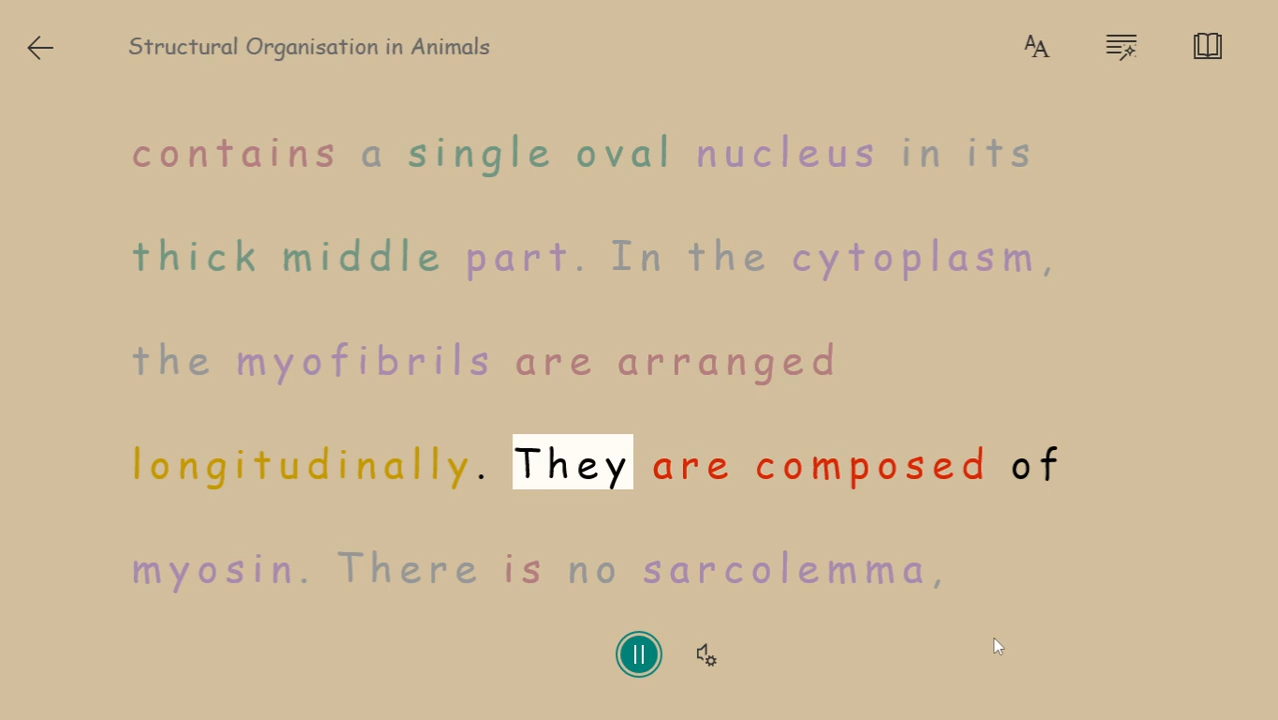 Structural Organisation in Animals
contains a single oval nucleus in its
thick middle part. In the cytoplasm,
the myofibrils are arranged
longitudinally. They are composed of
myosin. There is no sarcolemma,